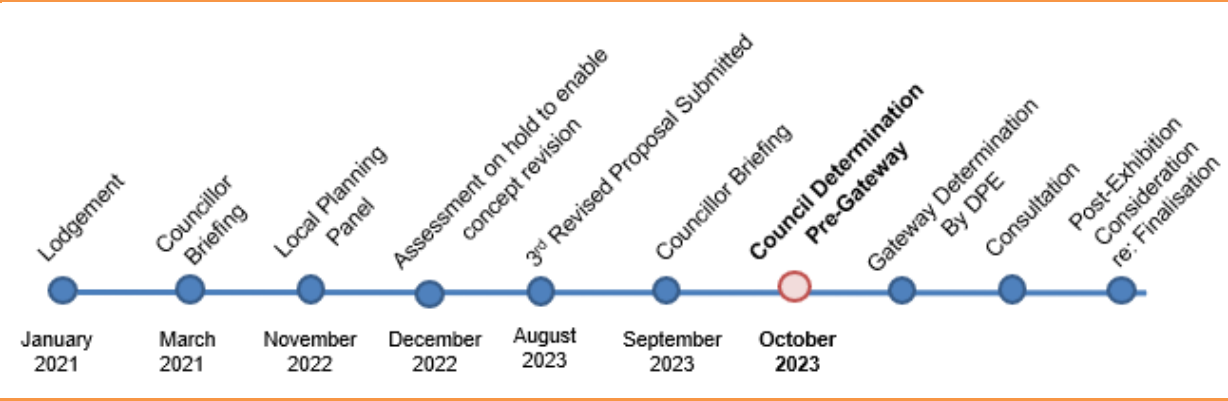 Lodgement
Councillor
Briefing
Local Planning
Panel
Assessment on hold to enable
concept revision
3rd Revised Proposal Submitted
Councillor Briefing
Council Determination
Pre-Gateway
Gateway Determination
By DPE
Consultation
Post-Exhibition
Consideration
re: Finalisation
January
2021
March
2021
November
2022
December
2022
August
2023
September
2023
October
2023